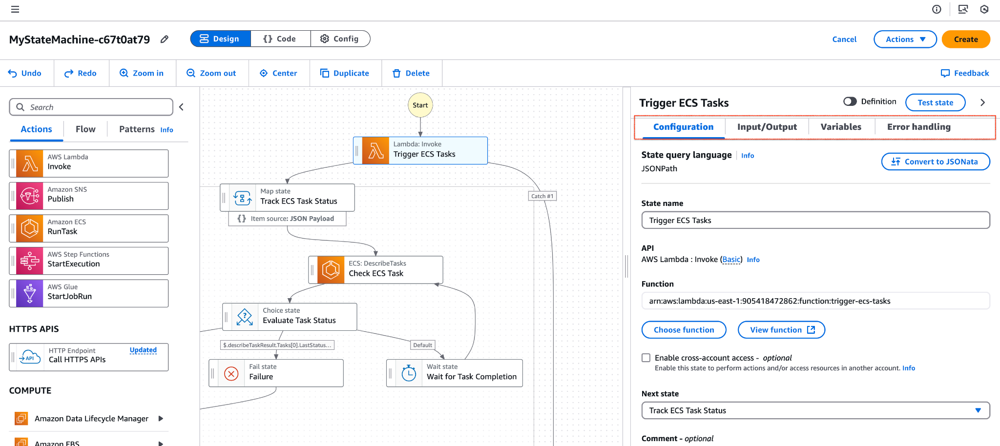 MyStateMachine-c67t0at79
Design
{} Code
Config
Cancel
Actions
Create
Undo
Redo
Zoom in
Zoom out
Center
Duplicate
Delete
Feedback
Search
Actions
Flow
Patterns Info
AWS Lambda
Invoke
Amazon SNS
Publish
Amazon ECS
RunTask
AWS Step Functions
StartExecution
AWS Glue
StartJobRun
HTTPS APIS
API
HTTP Endpoint
Updated
Call HTTPS APIs
COMPUTE
Amazon Data Lifecycle Manager
Amazon EBS
Start
Lambda: Invoke
Trigger ECS Tasks
Map state
Track ECS Task Status
{} Item source: JSON Payload
Catch #1
ECS: DescribeTasks
Check ECS Task
Choice state
Evaluate Task Status
$.describeTaskResult.Tasks[0].LastStatus...
Default
Fail state
Failure
Wait state
Wait for Task Completion
Trigger ECS Tasks
Definition
Test state
Configuration
Input/Output
Variables
Error handling
State query language Info
JSONPath
Convert to JSONata
State name
Trigger ECS Tasks
API
AWS Lambda : Invoke (Basic) Info
Function
arn:aws:lambda:us-east-1:905418472862:function:trigger-ecs-tasks
Choose function
View function
Enable cross-account access - optional
Enable this state to perform actions and/or access resources in another account. Info
Next state
Track ECS Task Status
Comment - optional